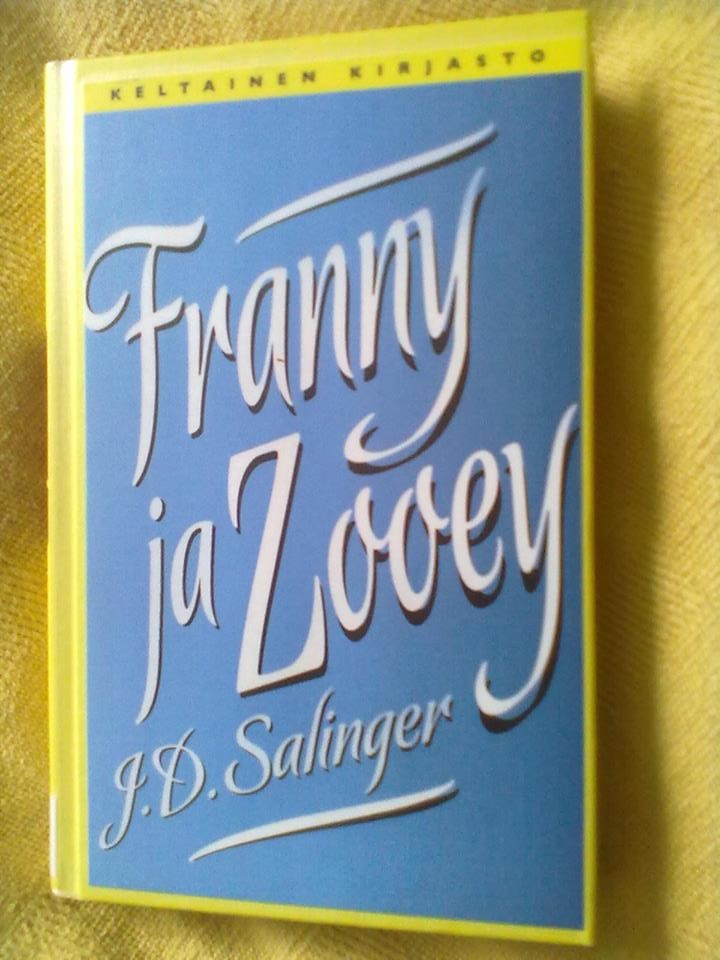 KELTAINEN KIRJASTO
Franny
ja Zooey
J.D. Salinger